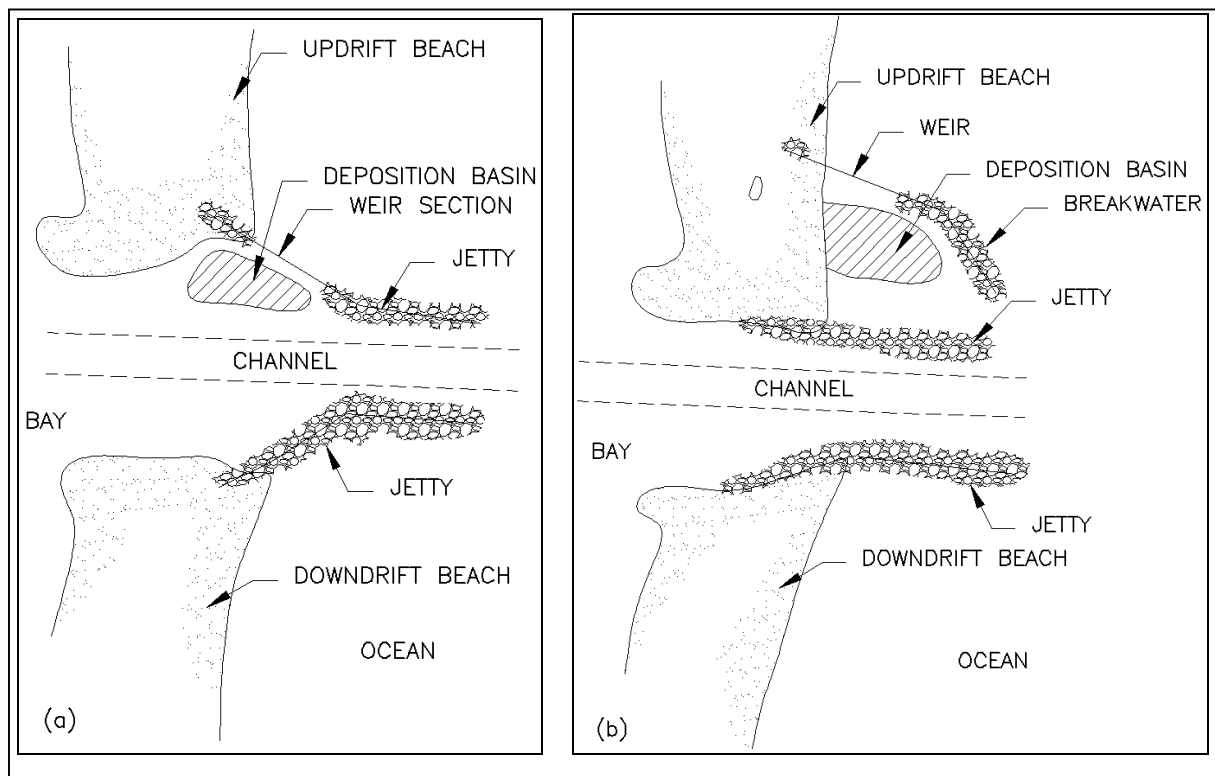 UPDRIFT BEACH
DEPOSITION BASIN
WEIR SECTION
JETTY
CHANNEL
BAY
JETTY
DOWNDRIFT BEACH
OCEAN
(a)
UPDRIFT BEACH
WEIR
DEPOSITION BASIN
BREAKWATER
JETTY
CHANNEL
BAY
JETTY
DOWNDRIFT BEACH
OCEAN
(b)